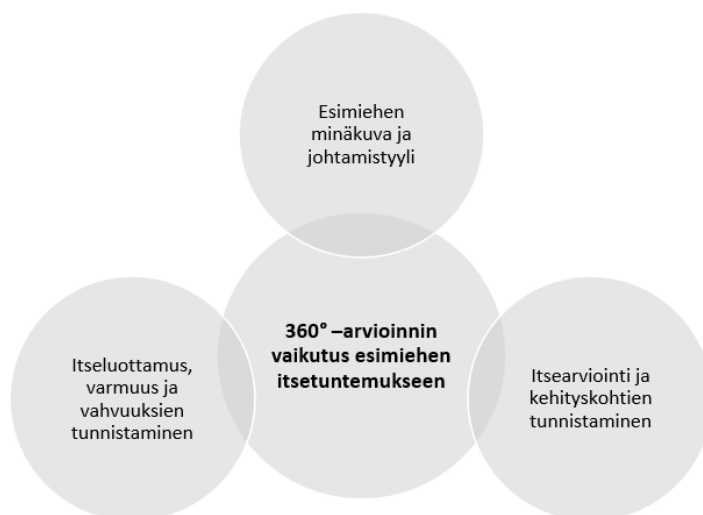 Esimiehen
minäkuva ja
johtamistyyli
360° –arvioinnin
vaikutus esimiehen
itsetuntemukseen
Itseluottamus,
varmuus ja
vahvuuksien
tunnistaminen
Itsearviointi ja
kehityskohtien
tunnistaminen